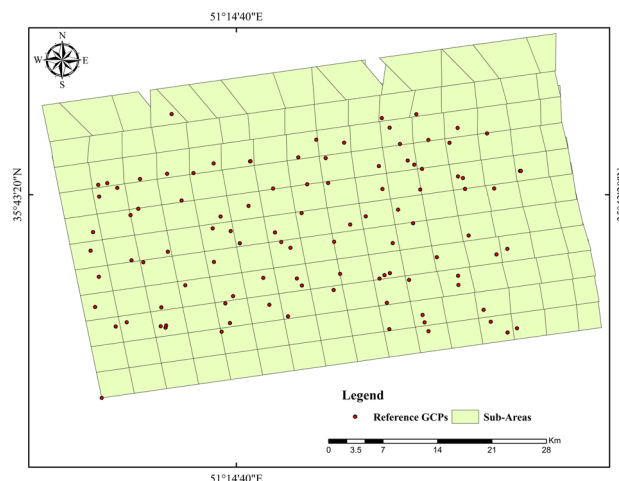 51°14'40"E
N
W E
S
35°43'20"N
Legend
Reference GCPs Sub-Areas
Km
0 3.5 7 14 21 28
51°14'40"E